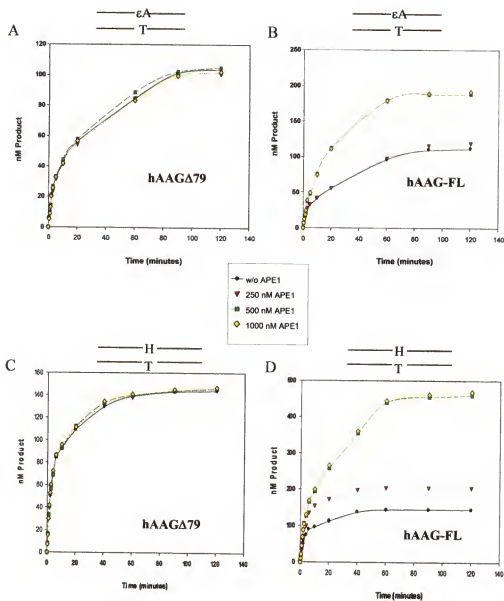 A
εA
T
120
100
80
60
40
20
0
nM Product
0 20 40 60 80 100 120 140
Time (minutes)
hAAGΔ79
B
εA
T
250
200
150
100
50
0
nM Product
0 20 40 60 80 100 120 140
Time (minutes)
hAAG-FL
w/o APE1
250 nM APE1
500 nM APE1
1000 nM APE1
C
H
T
160
140
120
100
80
60
40
20
0
nM Product
0 20 40 60 80 100 120 140
Time (minutes)
hAAGΔ79
D
H
T
500
400
300
200
100
0
nM Product
0 20 40 60 80 100 120 140
Time (minutes)
hAAG-FL